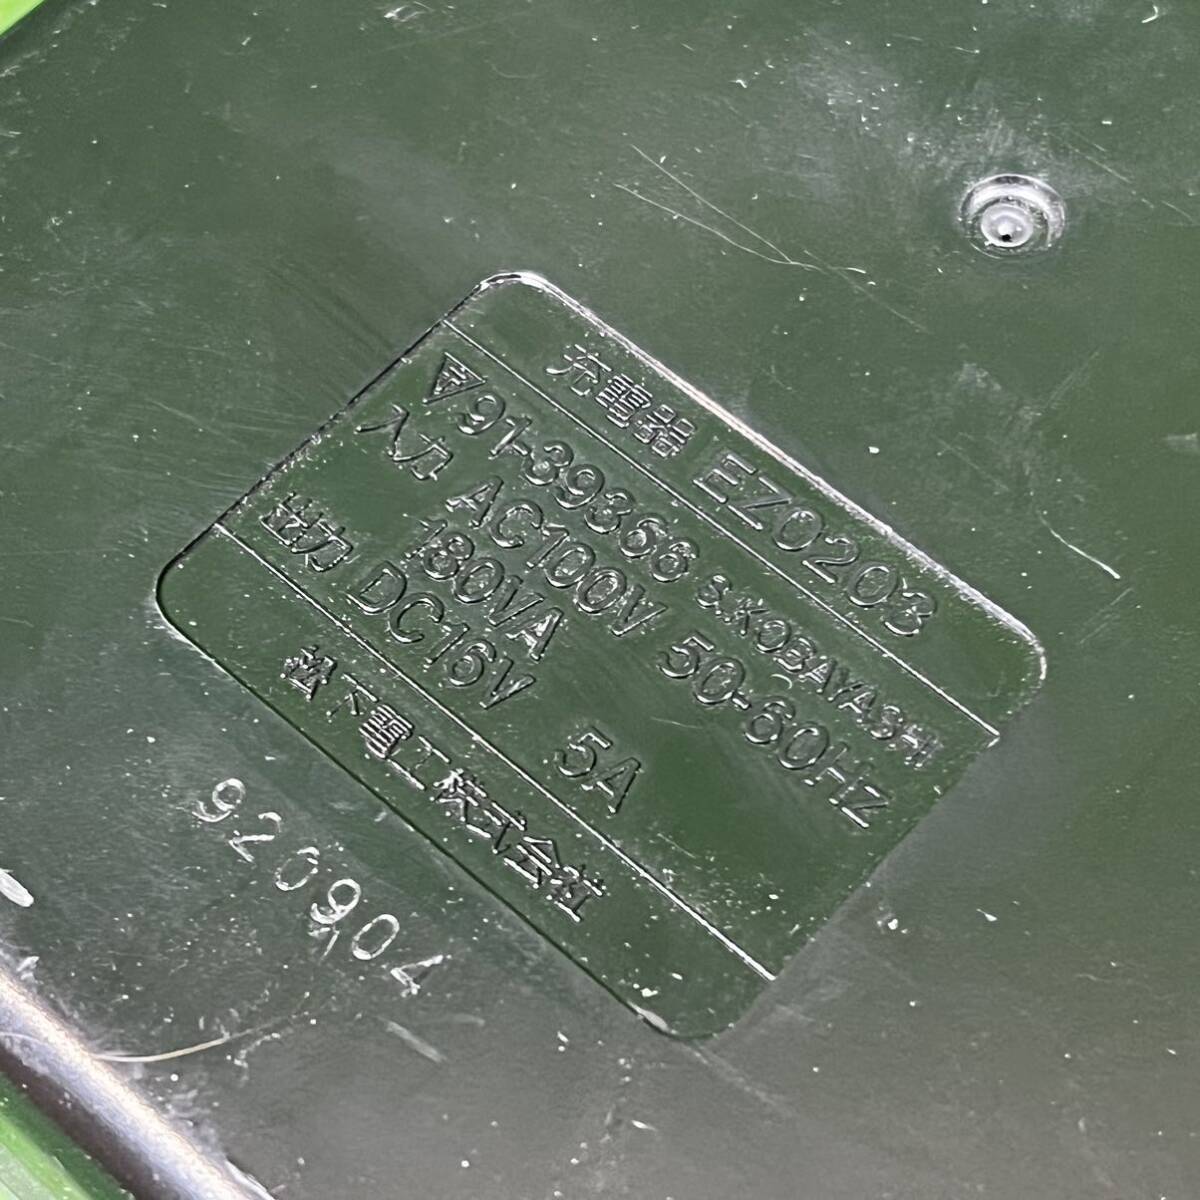 充電器 EZ0203
91-39366 S.KOBAYASHI
入力 AC100V 50-60HZ
180VA
出力 DC16V 5A
松下電工株式会社
920904